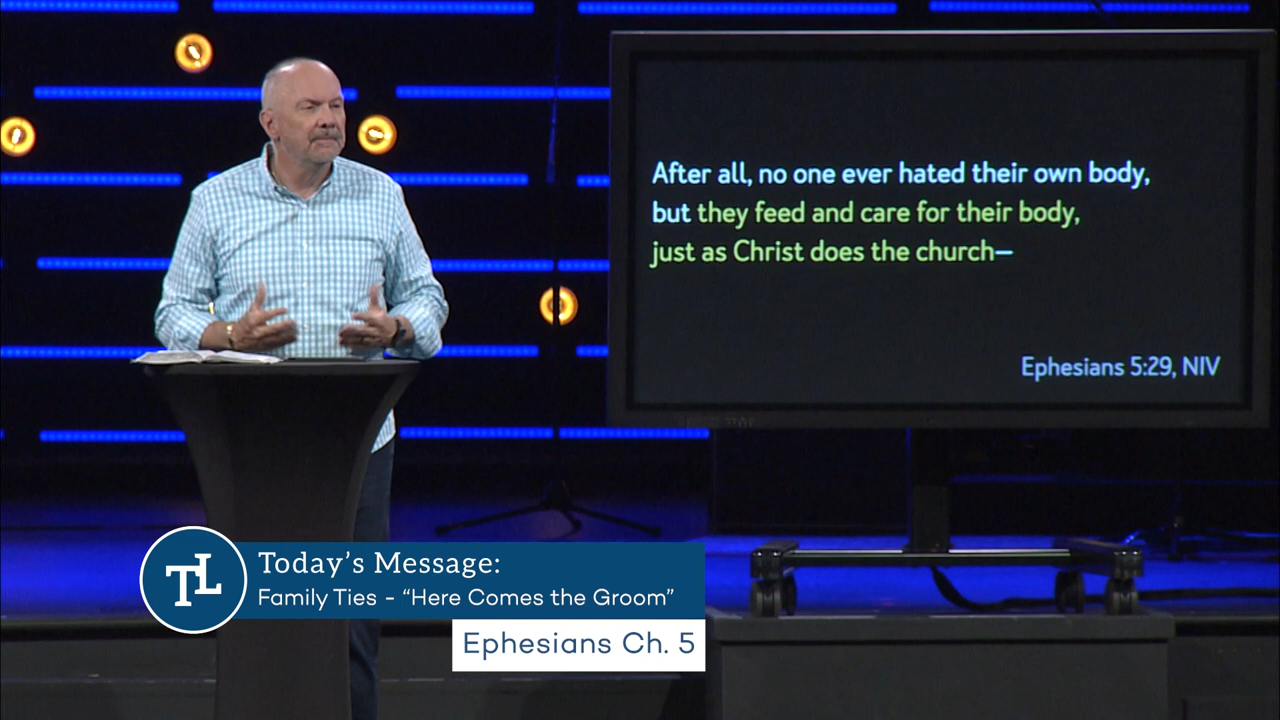 After all, no one ever hated their own body,
but they feed and care for their body,
just as Christ does the church—
Ephesians 5:29, NIV
TL
Today's Message:
Family Ties - “Here Comes the Groom”
Ephesians Ch. 5